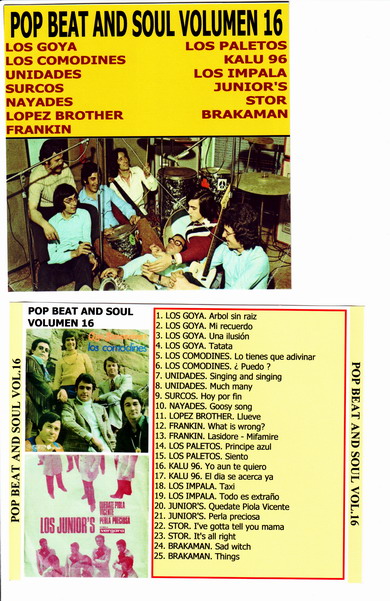 POP BEAT AND SOUL VOLUMEN 16
LOS GOYA
LOS COMODINES
UNIDADES
SURCOS
NAYADES
LOPEZ BROTHER
FRANKIN
LOS PALETOS
KALU 96
LOS IMPALA
JUNIOR'S
STOR
BRAKAMAN
POP BEAT AND SOUL VOL.16
POP BEAT AND SOUL
VOLUMEN 16
los comodines
LOS JUNIOR'S
QUEDATE PIOLA
VICENTE
PERLA PRECIOSA
1. LOS GOYA. Arbol sin raiz
2. LOS GOYA. Mi recuerdo
3. LOS GOYA. Una ilusión
4. LOS GOYA. Tatata
5. LOS COMODINES. Lo tienes que adivinar
6. LOS COMODINES. ¿ Puedo ?
7. UNIDADES. Singing and singing
8. UNIDADES. Much many
9. SURCOS. Hoy por fin
10. NAYADES. Goosy song
11. LOPEZ BROTHER. Llueve
12. FRANKIN. What is wrong?
13. FRANKIN. Lasidore - Mifamire
14. LOS PALETOS. Principe azul
15. LOS PALETOS. Siento
16. KALU 96. Yo aun te quiero
17. KALU 96. El dia se acerca ya
18. LOS IMPALA. Taxi
19. LOS IMPALA. Todo es extraño
20. JUNIOR'S. Quedate Piola Vicente
21. JUNIOR'S. Perla preciosa
22. STOR. I've gotta tell you mama
23. STOR. It's all right
24. BRAKAMAN. Sad witch
25. BRAKAMAN. Things
POP BEAT AND SOUL VOL.16